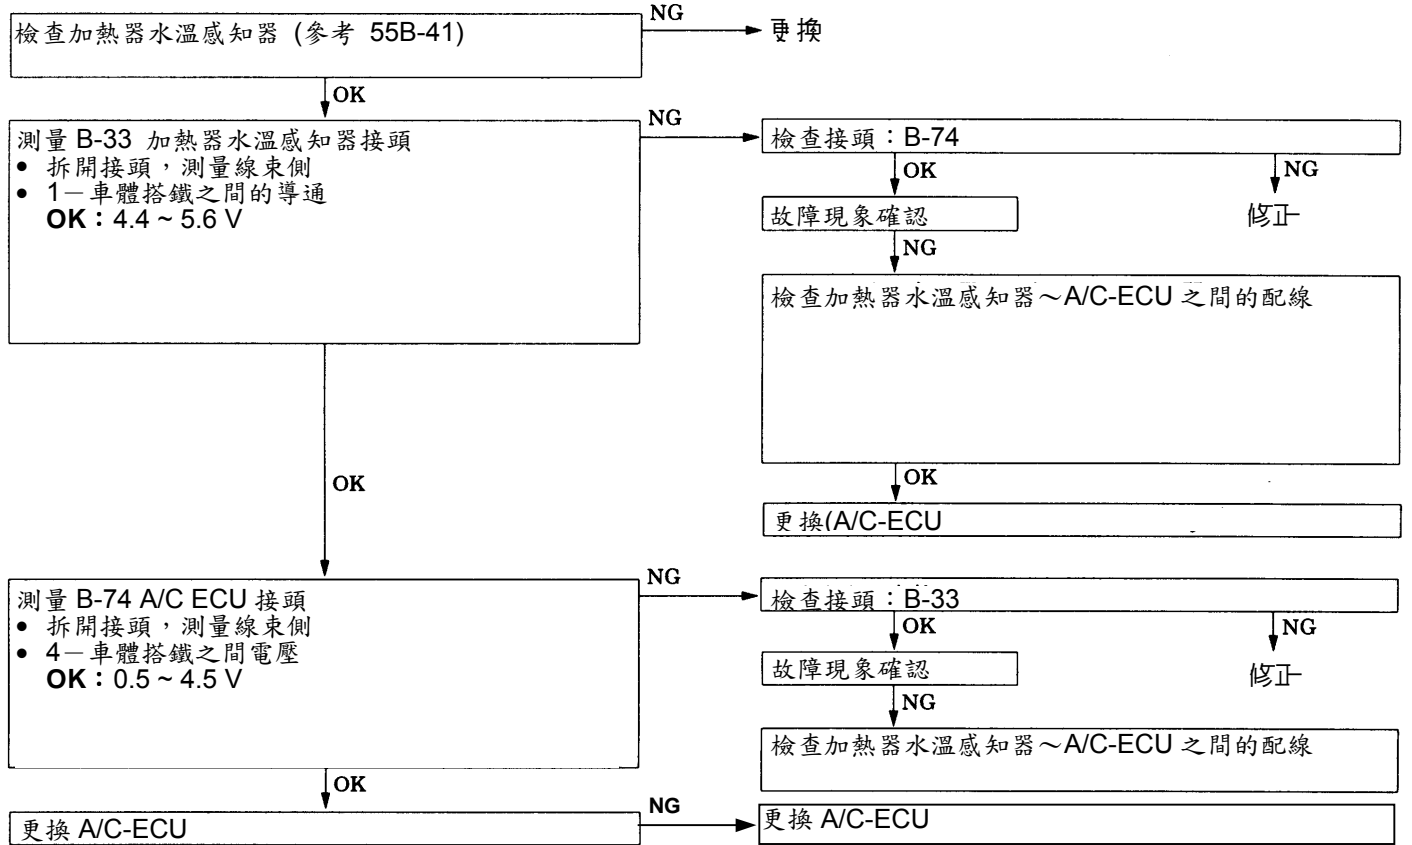 檢查加熱器水溫感知器 (參考 55B-41)
NG
更換
OK
測量 B-33 加熱器水溫感知器接頭
• 拆開接頭，測量線束側
• 1－車體搭鐵之間的導通
OK：4.4 ~ 5.6 V
NG
檢查接頭：B-74
OK
NG
故障現象確認
修正
NG
檢查加熱器水溫感知器～A/C-ECU 之間的配線
OK
更換(A/C-ECU
OK
測量 B-74 A/C ECU 接頭
• 拆開接頭，測量線束側
• 4－車體搭鐵之間電壓
OK：0.5 ~ 4.5 V
NG
檢查接頭：B-33
OK
NG
故障現象確認
修正
NG
檢查加熱器水溫感知器～A/C-ECU 之間的配線
OK
更換 A/C-ECU
NG
更換 A/C-ECU